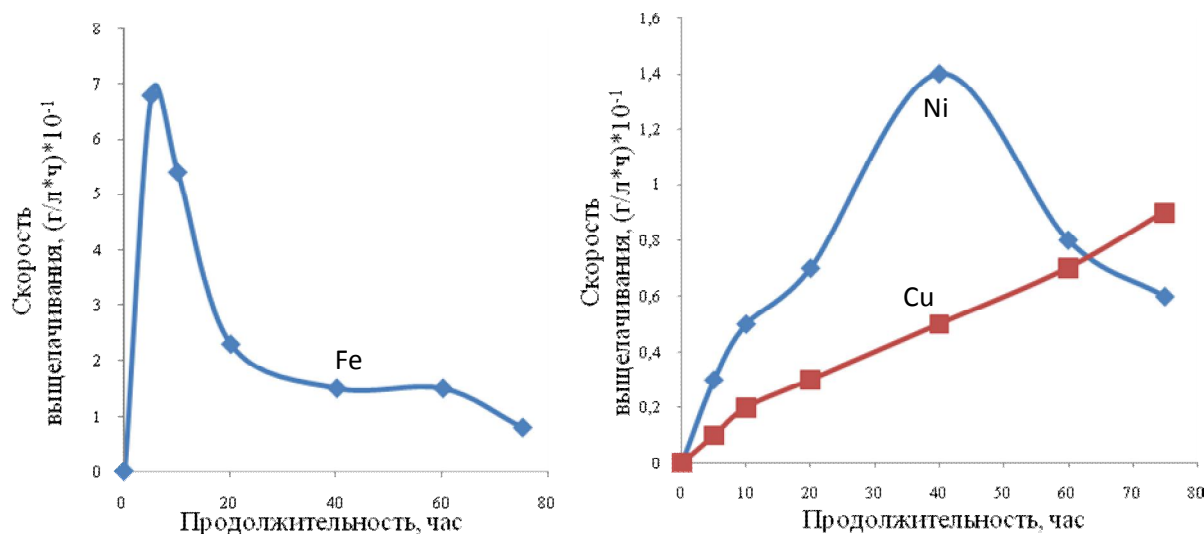 Скорость
выщелачивания, (г/л*ч)*10⁻¹
8
7
6
5
4
3
2
1
0
0 20 40 60 80
Fe
Продолжительность, час
Скорость
выщелачивания, (г/л*ч)*10⁻¹
1,6
1,4
1,2
1
0,8
0,6
0,4
0,2
0
0 10 20 30 40 50 60 70 80
Ni
Cu
Продолжительность, час